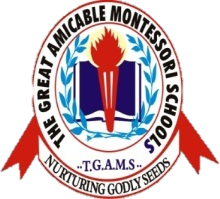 THE GREAT AMICABLE MONTESSORI SCHOOLS
..T.G.A.M.S..
NURTURING GODLY SEEDS